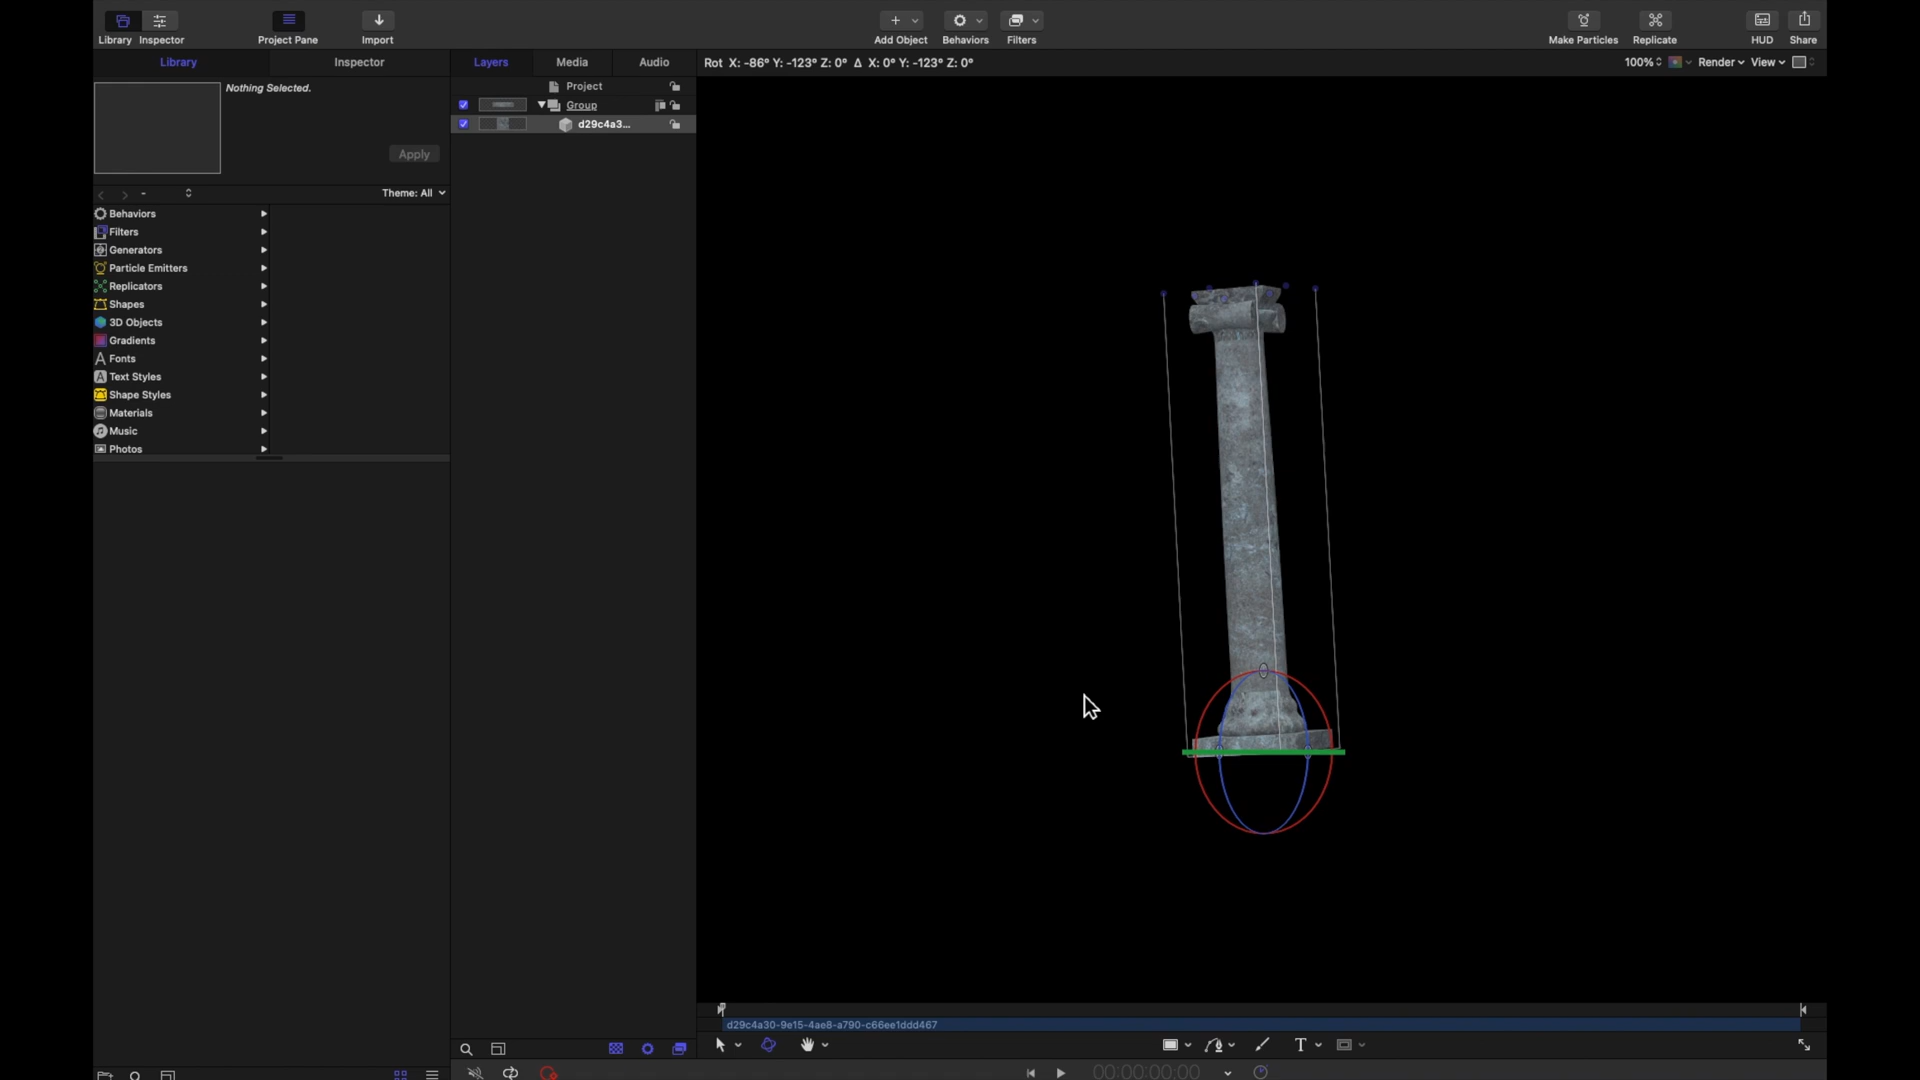 Library
Inspector
Project Pane
Import
Add Object
Behaviors
Filters
Make Particles
Replicate
HUD
Share
Library
Inspector
Layers
Media
Audio
Rot X: -86° Y: -123° Z: 0° Δ X: 0° Y: -123° Z: 0°
100%
Render
View
Nothing Selected.
Apply
Project
Group
d29c4a3...
-
Theme: All
Behaviors
Filters
Generators
Particle Emitters
Replicators
Shapes
3D Objects
Gradients
Fonts
Text Styles
Shape Styles
Materials
Music
Photos
d29c4a30-9e15-4ae8-a790-c66ee1ddd467
T
00:00:00;00